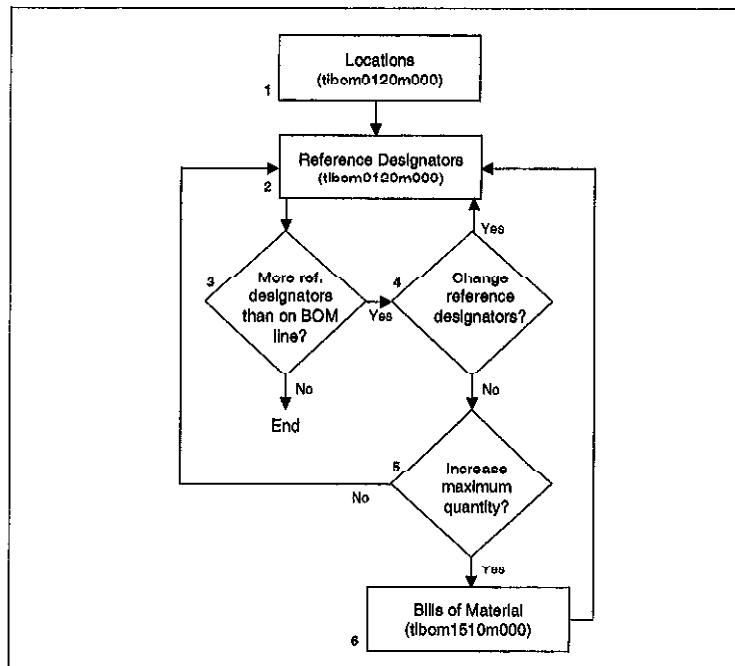 Locations
(tibom0120m000)
1
Reference Designators
(tibom0120m000)
2
Yes
3
More ref.
designators
than on BOM
line?
Yes
4
Change
reference
designators?
No
End
No
5
Increase
maximum
quantity?
No
Yes
Bills of Material
(tibom1510m000)
6